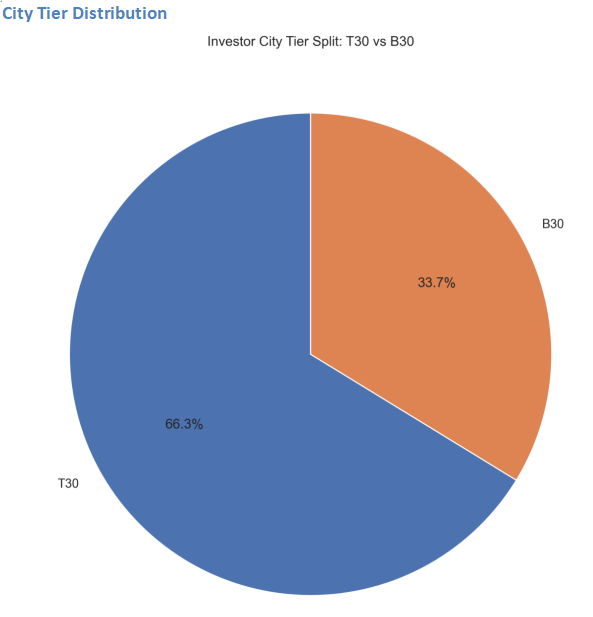 City Tier Distribution
Investor City Tier Split: T30 vs B30
B30
33.7%
66.3%
T30